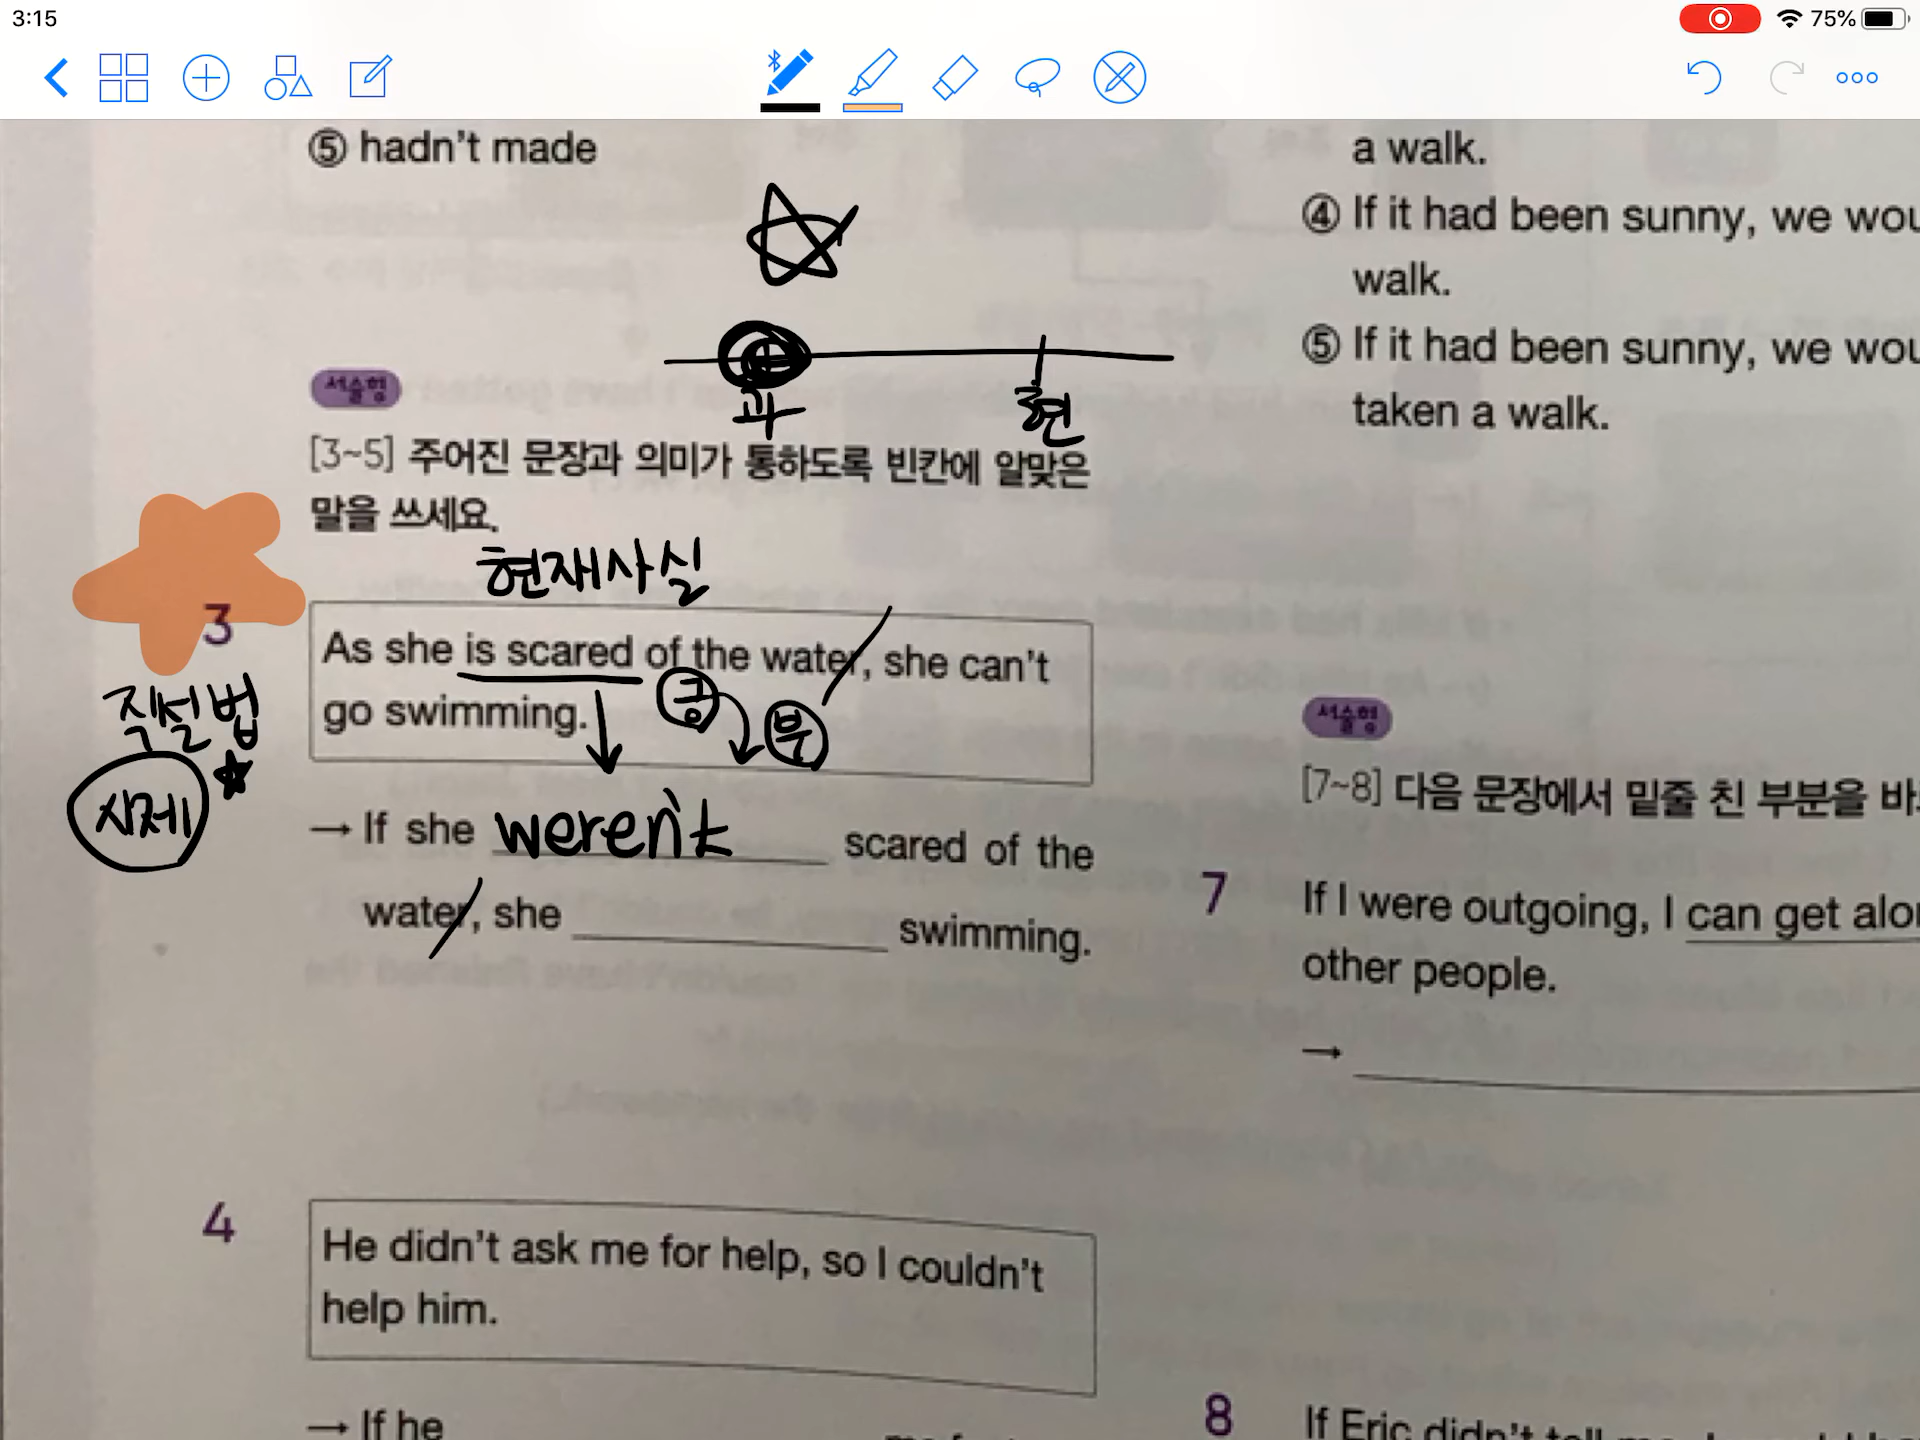 3:15
75%
⑤ hadn't made
과
현
서술형
[3~5] 주어진 문장과 의미가 통하도록 빈칸에 알맞은
말을 쓰세요.
현재사실
3
As she is scared of the water, she can't
go swimming.
긍
부
직설법
시제
→ If she weren't scared of the
water, she ____ swimming.
4
He didn't ask me for help, so I couldn't
help him.
→ If he
a walk.
④ If it had been sunny, we wou
walk.
⑤ If it had been sunny, we wou
taken a walk.
서술형
[7~8] 다음 문장에서 밑줄 친 부분을 바
7
If I were outgoing, I can get alo
other people.
→
8
If Eric didn't tell me